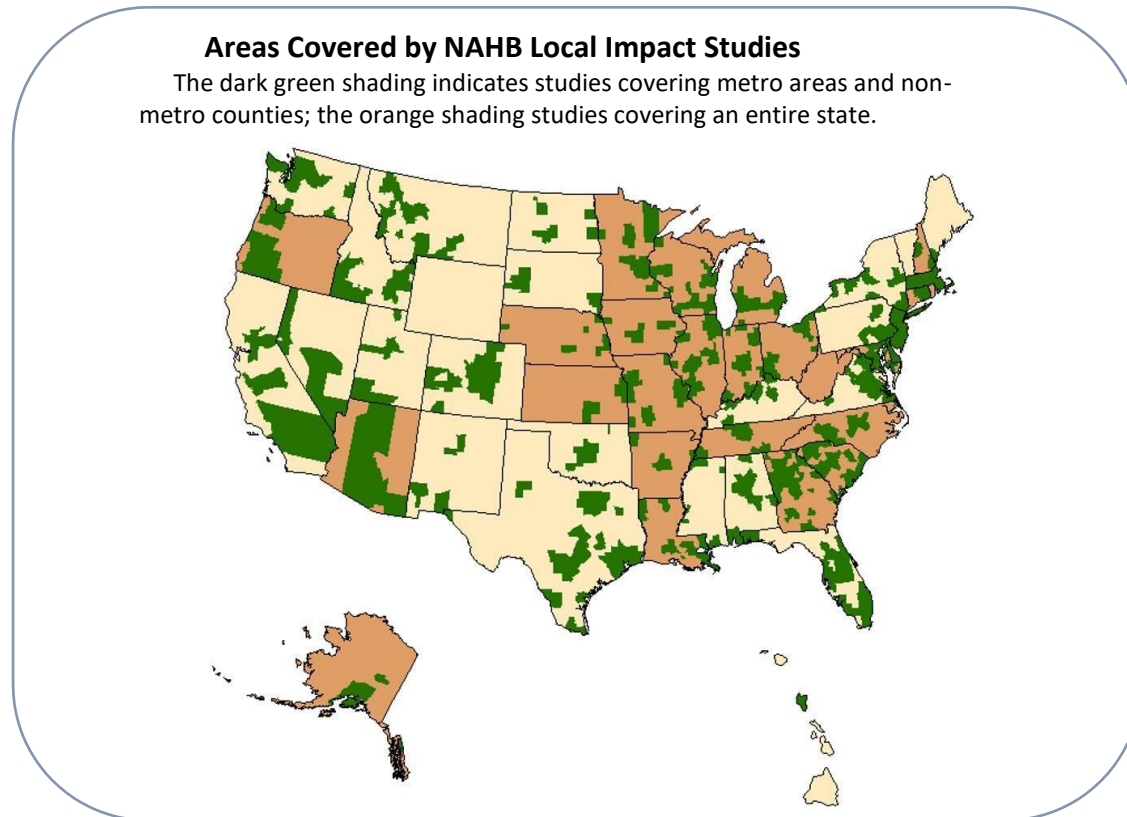 Areas Covered by NAHB Local Impact Studies
The dark green shading indicates studies covering metro areas and non-
metro counties; the orange shading studies covering an entire state.